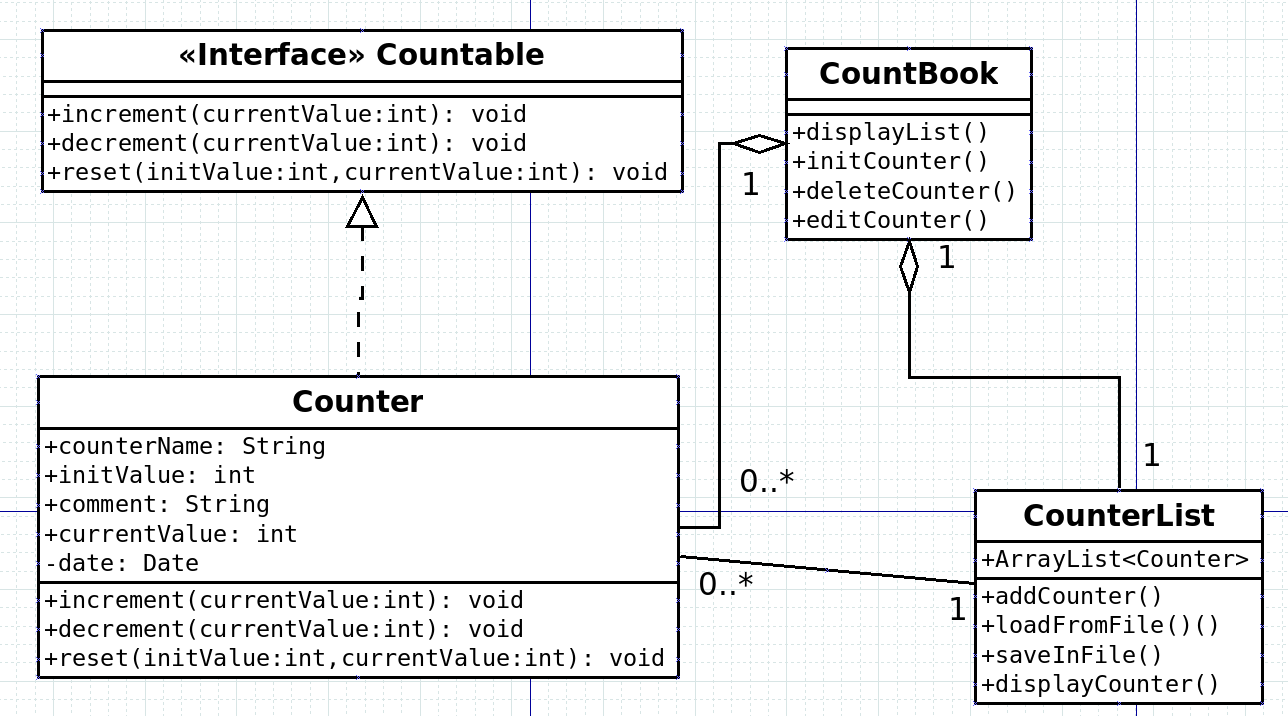 «Interface» Countable
+increment(currentValue:int): void
+decrement(currentValue:int): void
+reset(initValue:int,currentValue:int): void
CountBook
+displayList()
+initCounter()
+deleteCounter()
+editCounter()
1
1
Counter
+counterName: String
+initValue: int
+comment: String
+currentValue: int
-date: Date
+increment(currentValue:int): void
+decrement(currentValue:int): void
+reset(initValue:int,currentValue:int): void
0..*
0..*
1
1
CounterList
+ArrayList<Counter>
+addCounter()
+loadFromFile()()
+saveInFile()
+displayCounter()